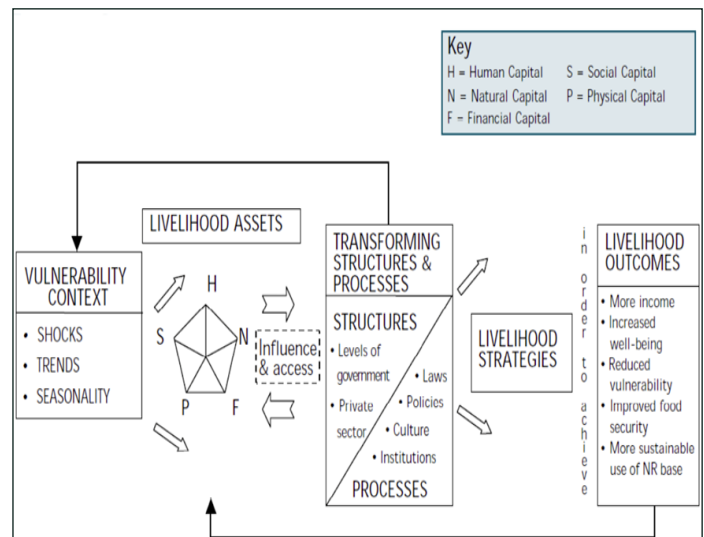 Key
H = Human Capital S = Social Capital
N = Natural Capital P = Physical Capital
F = Financial Capital
LIVELIHOOD ASSETS
VULNERABILITY
CONTEXT
• SHOCKS
• TRENDS
• SEASONALITY
H
S
N
P
F
Influence
& access
TRANSFORMING
STRUCTURES &
PROCESSES
STRUCTURES
• Levels of
government
• Private
sector
• Laws
• Policies
• Culture
• Institutions
PROCESSES
LIVELIHOOD
STRATEGIES
in order to achieve
LIVELIHOOD
OUTCOMES
• More income
• Increased
well-being
• Reduced
vulnerability
• Improved food
security
• More sustainable
use of NR base